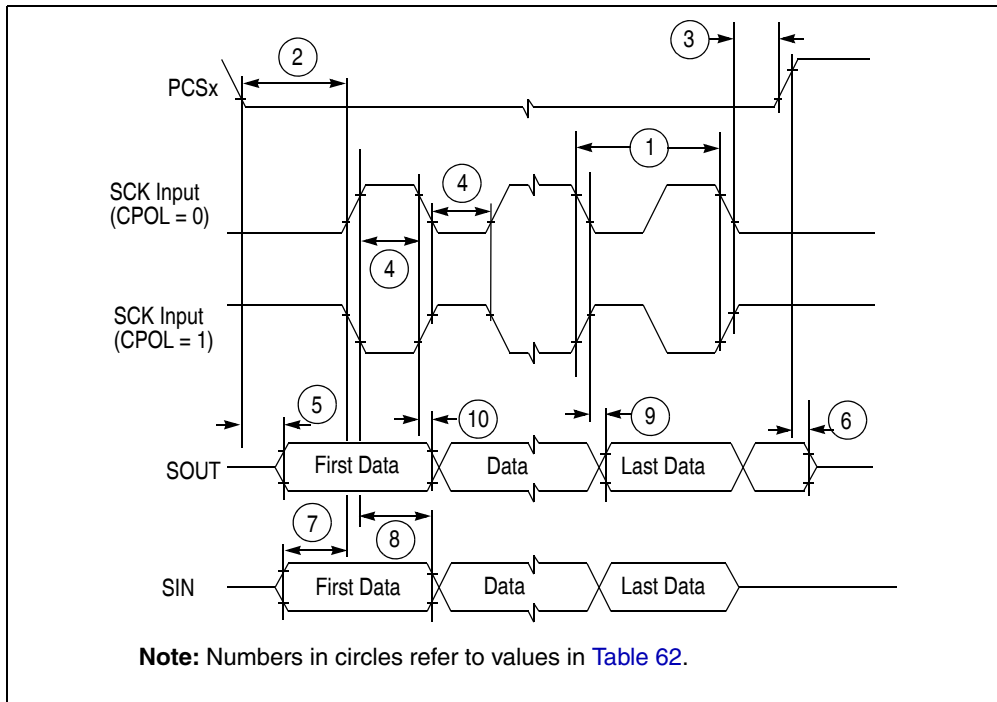 3
2
PCSx
1
SCK Input
(CPOL = 0)
4
4
SCK Input
(CPOL = 1)
5
10
9
6
SOUT
First Data
Data
Last Data
7
8
SIN
First Data
Data
Last Data
Note: Numbers in circles refer to values in Table 62.